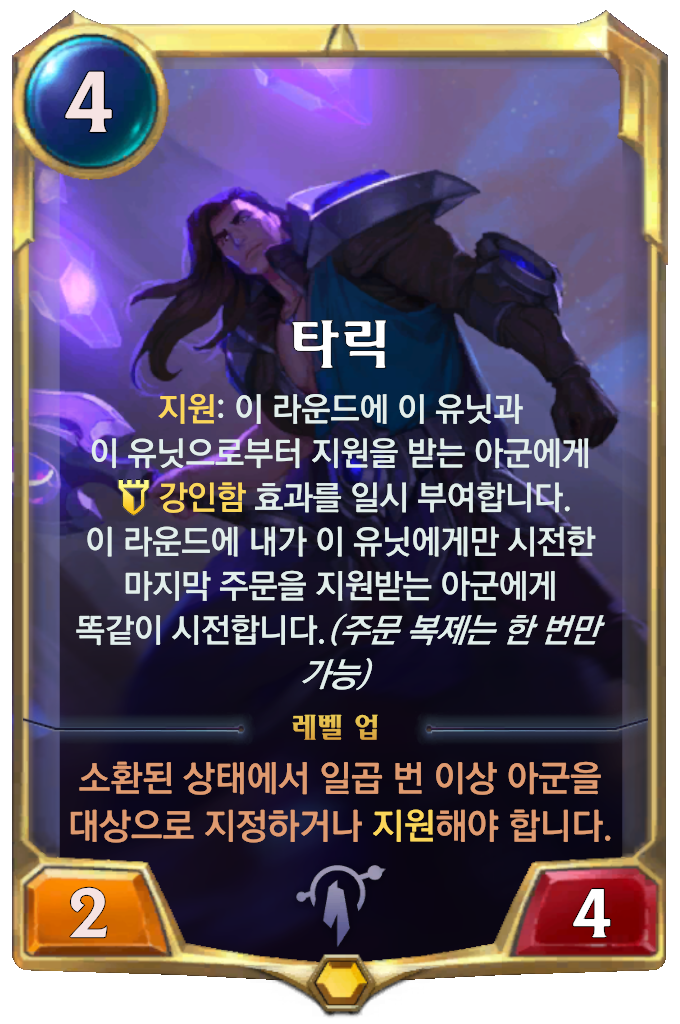 4
타릭
지원: 이 라운드에 이 유닛과
이 유닛으로부터 지원을 받는 아군에게
강인함 효과를 일시 부여합니다.
이 라운드에 내가 이 유닛에게만 시전한
마지막 주문을 지원받는 아군에게
똑같이 시전합니다.(주문 복제는 한 번만
가능)
레벨 업
소환된 상태에서 일곱 번 이상 아군을
대상으로 지정하거나 지원해야 합니다.
2
4